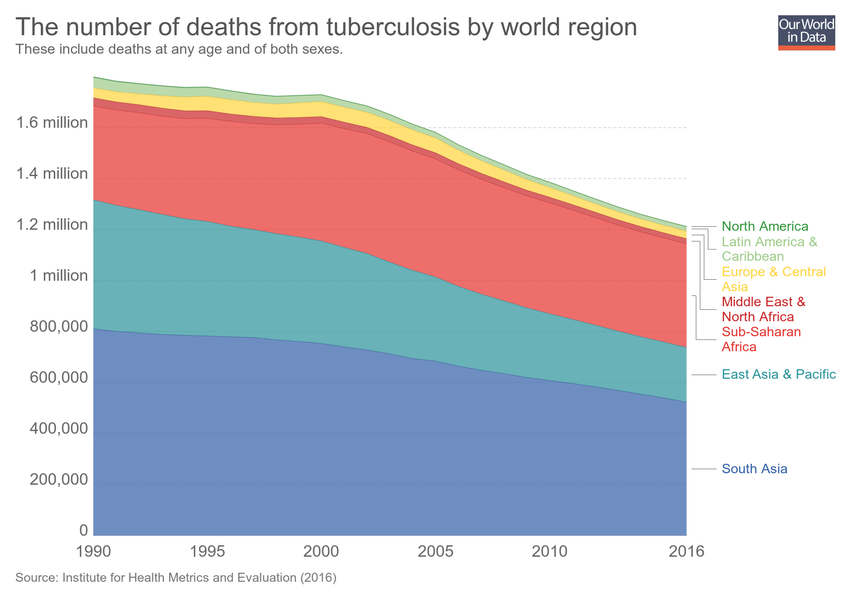 The number of deaths from tuberculosis by world region
These include deaths at any age and of both sexes.
Our World
in Data
1.6 million
1.4 million
1.2 million
1 million
800,000
600,000
400,000
200,000
0
1990
1995
2000
2005
2010
2016
North America
Latin America &
Caribbean
Europe & Central
Asia
Middle East &
North Africa
Sub-Saharan
Africa
East Asia & Pacific
South Asia
Source: Institute for Health Metrics and Evaluation (2016)